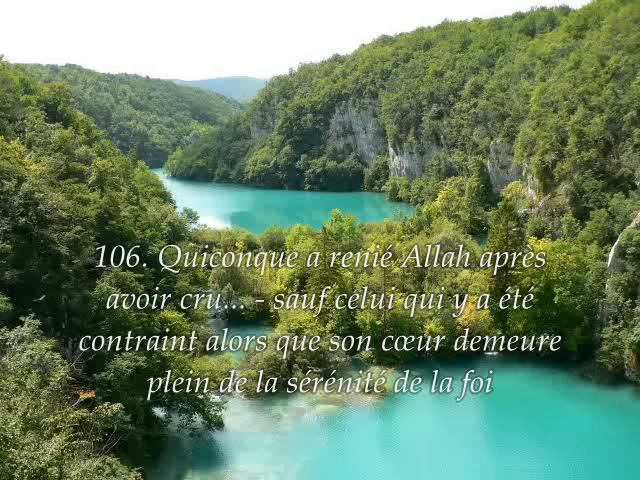 106. Quiconque a renié Allah après
avoir cru... - sauf celui qui y a été
contraint alors que son cœur demeure
plein de la sérénité de la foi